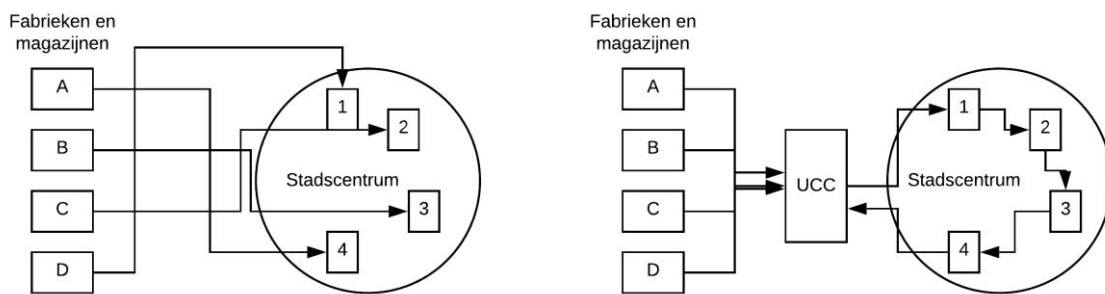 Fabrieken en
magazijnen
A
B
C
D
1
2
3
4
Stadscentrum
Fabrieken en
magazijnen
A
B
C
D
UCC
1
2
3
4
Stadscentrum